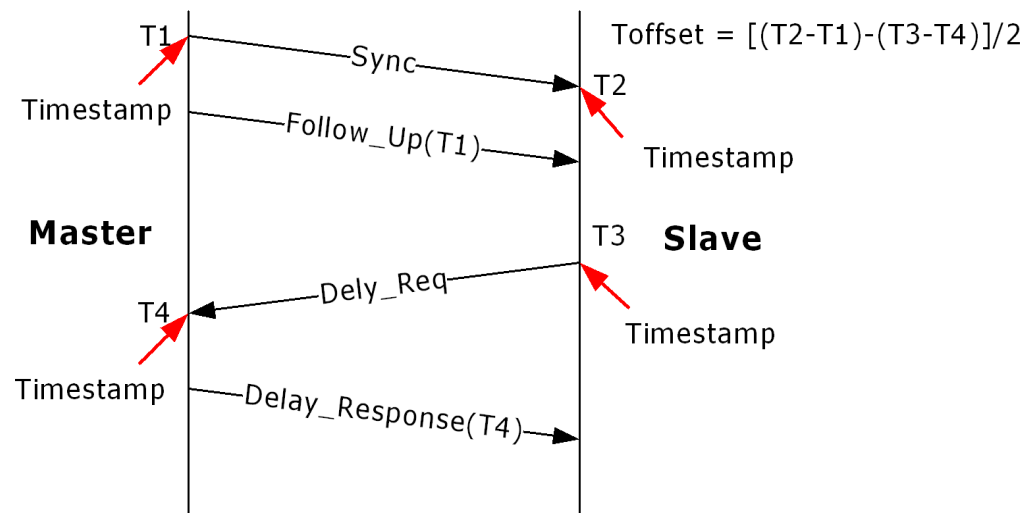 T1
Toffset = [(T2-T1)-(T3-T4)]/2
Sync
T2
Timestamp
Follow_Up(T1)
Timestamp
Master
T3
Slave
Dely_Req
T4
Timestamp
Timestamp
Delay_Response(T4)